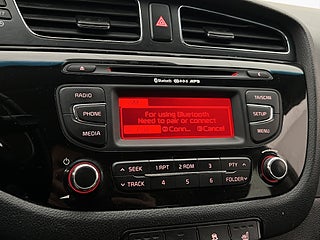 Bluetooth MP3
RADIO
TA/SCAN
PHONE
SETUP
MEDIA
MENU
For using Bluetooth
Need to pair or connect
Conn... Cancel
SEEK 1 RPT 2 RDM 3 PTY
TRACK 4 5 6 FOLDER